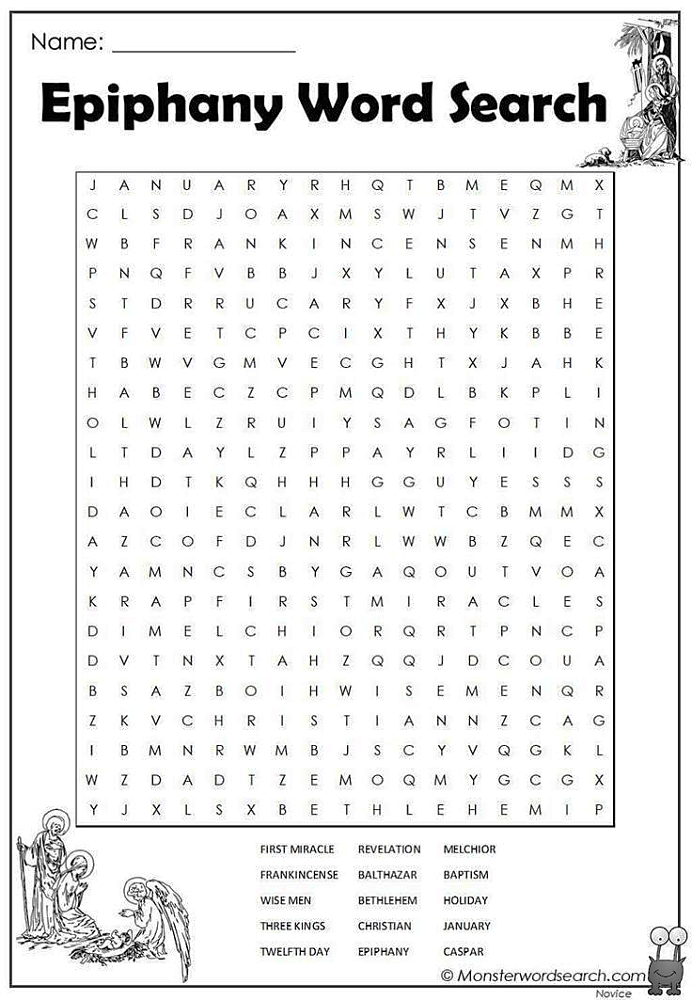 Name: ________________
Epiphany Word Search
J A N U A R Y R H Q T B M E Q M X
C L S D J O A X M S W J T V Z G T
W B F R A N K I N C E N S E N M H
P N Q F V B B J X Y L U T A X P R
S T D R R U C A R Y F X J X B H E
V F V E T C P C I X T H Y K B B E
T B W V G M V E C G H T X J A H K
H A B E C Z C P M Q D L B K P L I
O L W L Z R U I Y S A G F O T I N
L T D A Y L Z P P A Y R L I I D G
I H D T K Q H H H G G U Y E S S S
D A O I E C L A R L W T C B M M X
A Z C O F D J N R L W W B Z Q E C
Y A M N C S B Y G A Q O U T V O A
K R A P F I R S T M I R A C L E S
D I M E L C H I O R Q R T P N C P
D V T N X T A H Z Q Q J D C O U A
B S A Z B O I H W I S E M E N Q R
Z K V C H R I S T I A N N Z C A G
I B M N R W M B J S C Y V Q G K L
W Z D A D T Z E M O Q M Y G C G X
Y J X L S X B E T H L E H E M I P
FIRST MIRACLE REVELATION MELCHIOR
FRANKINCENSE BALTHAZAR BAPTISM
WISE MEN BETHLEHEM HOLIDAY
THREE KINGS CHRISTIAN JANUARY
TWELFTH DAY EPIPHANY CASPAR
© Monsterwordsearch.com
Novice